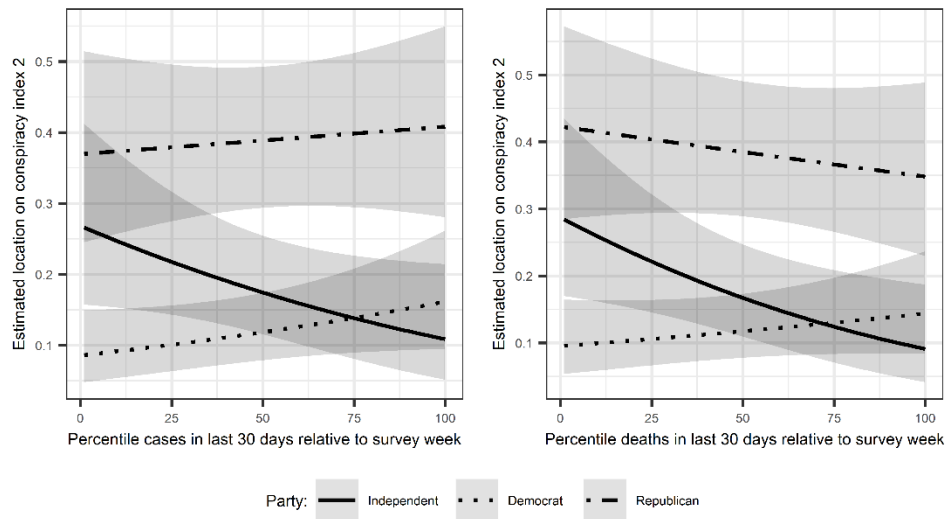 Estimated location on conspiracy index 2
0.5
0.4
0.3
0.2
0.1
0
25
50
75
100
Percentile cases in last 30 days relative to survey week
Estimated location on conspiracy index 2
0.5
0.4
0.3
0.2
0.1
0
25
50
75
100
Percentile deaths in last 30 days relative to survey week
Party:
Independent
Democrat
Republican